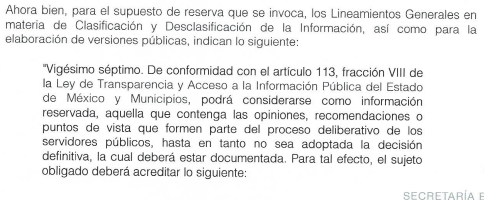 Ahora bien, para el supuesto de reserva que se invoca, los Lineamientos Generales en
materia de Clasificación y Desclasificación de la Información, así como para la
elaboración de versiones públicas, indican lo siguiente:
"Vigésimo séptimo. De conformidad con el artículo 113, fracción VIII de
la Ley de Transparencia y Acceso a la Información Pública del Estado
de México y Municipios, podrá considerarse como información
reservada, aquella que contenga las opiniones, recomendaciones o
puntos de vista que formen parte del proceso deliberativo de los
servidores públicos, hasta en tanto no sea adoptada la decisión
definitiva, la cual deberá estar documentada. Para tal efecto, el sujeto
obligado deberá acreditar lo siguiente:
SECRETARÍA E